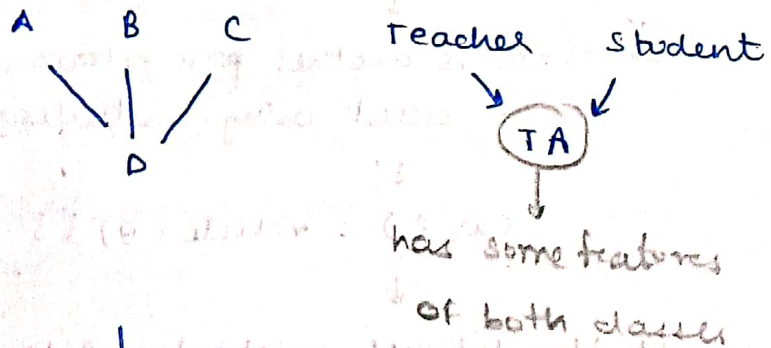 A B C
D
Teacher Student
TA
has some features
of both classes